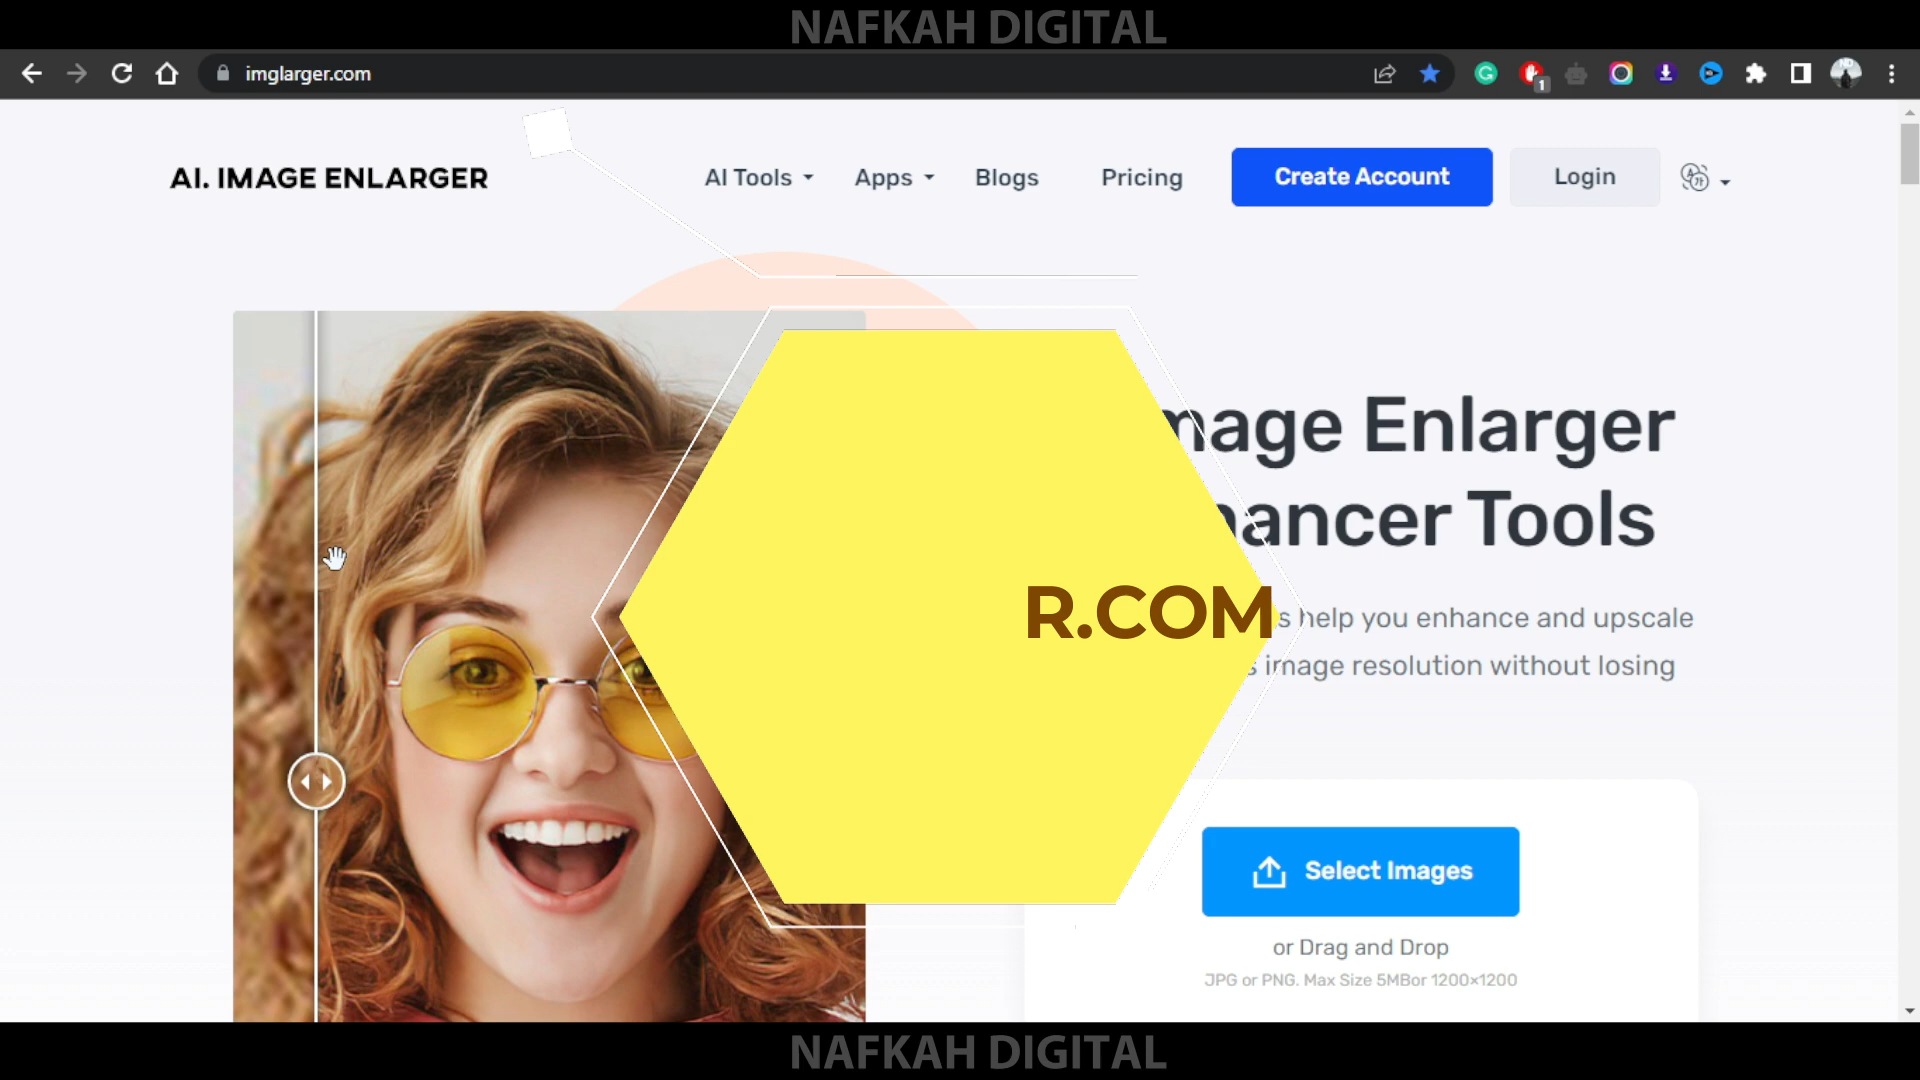 NAFKAH DIGITAL
imglarger.com
1
AI. IMAGE ENLARGER
AI Tools
Apps
Blogs
Pricing
Create Account
Login
Enlarger
Tools
R.COM
help you enhance and upscale
image resolution without losing
Select Images
or Drag and Drop
JPG or PNG. Max Size 5MBor 1200×1200
NAFKAH DIGITAL